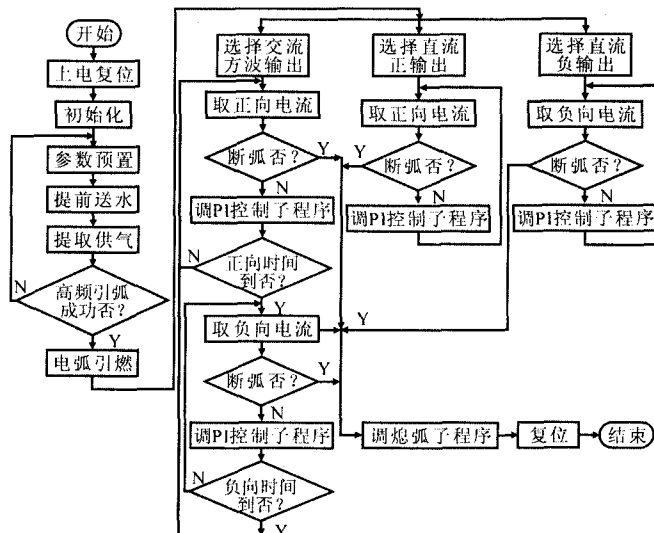 开始
上电复位
初始化
参数预置
提前送水
提取供气
高频引弧
成功否?
N
Y
电弧引燃
选择交流
方波输出
取正向电流
断弧否?
Y
N
调PI控制子程序
正向时间
到否?
N
Y
取负向电流
断弧否?
Y
N
调PI控制子程序
负向时间
到否?
N
Y
选择直流
正输出
取正向电流
断弧否?
Y
N
调PI控制子程序
选择直流
负输出
取负向电流
断弧否?
Y
N
调PI控制子程序
调熄弧子程序
复位
结束